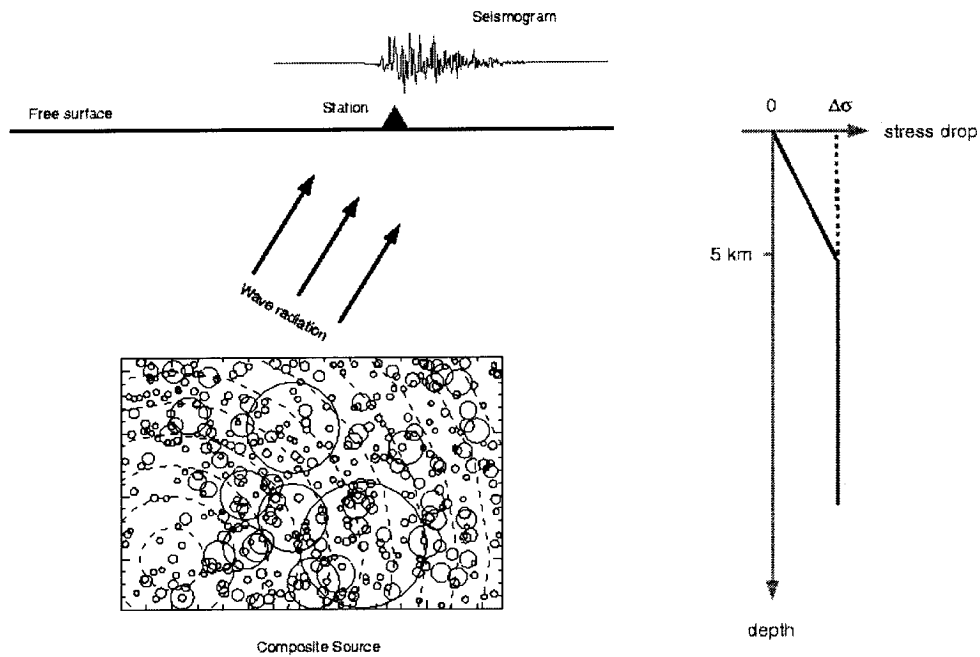 Seismogram
Station
Free surface
Wave radiation
Composite Source
0 Δσ
stress drop
5 km
depth